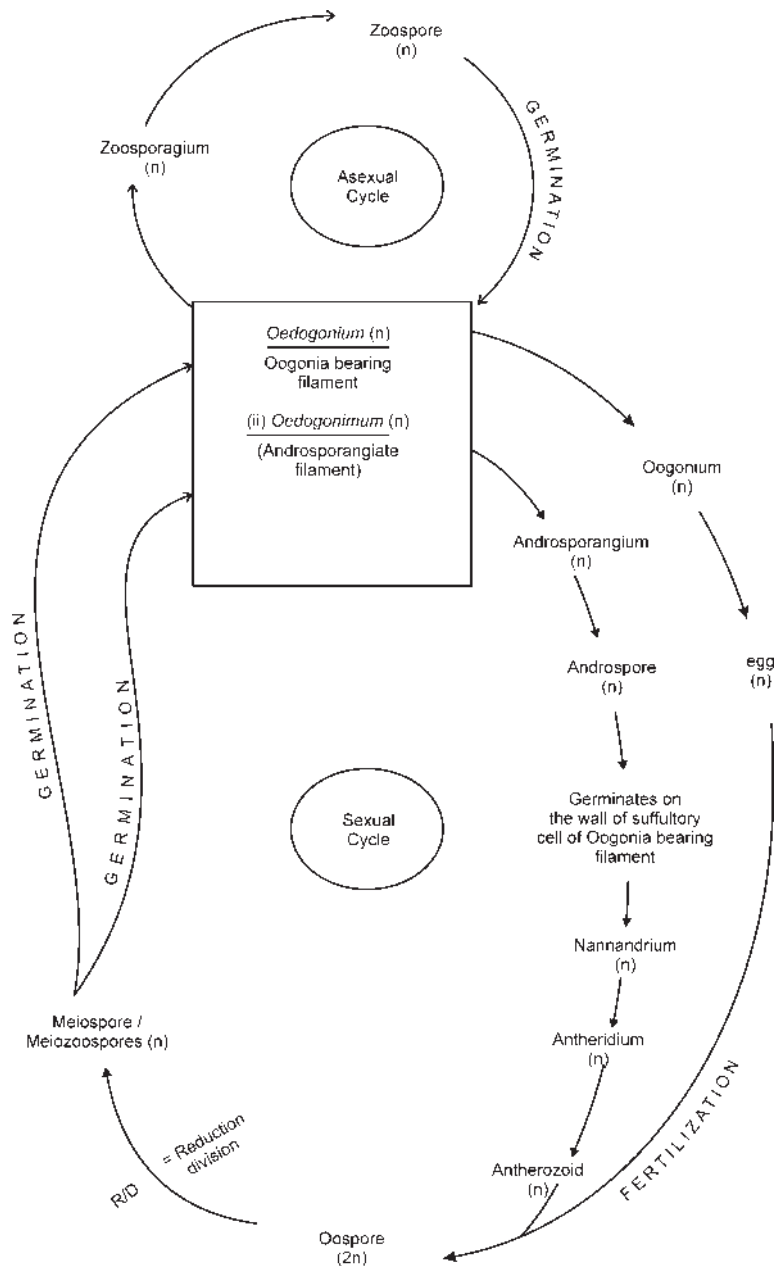 Zoospore
(n)
GERMINATION
Zoosporagium
(n)
Asexual
Cycle
Oedogonium (n)
Oogonia bearing
filament
(ii) Oedogonimum (n)
(Androsporangiate
filament)
Oogonium
(n)
Androsporangium
(n)
Androspore
(n)
egg
(n)
GERMINATION
GERMINATION
Sexual
Cycle
Germinates on
the wall of suffultory
cell of Oogonia bearing
filament
Nannandrium
(n)
Meiospore /
Meiozoospores (n)
Antheridium
(n)
FERTILIZATION
Antherozoid
(n)
R/D = Reduction
division
Oospore
(2n)